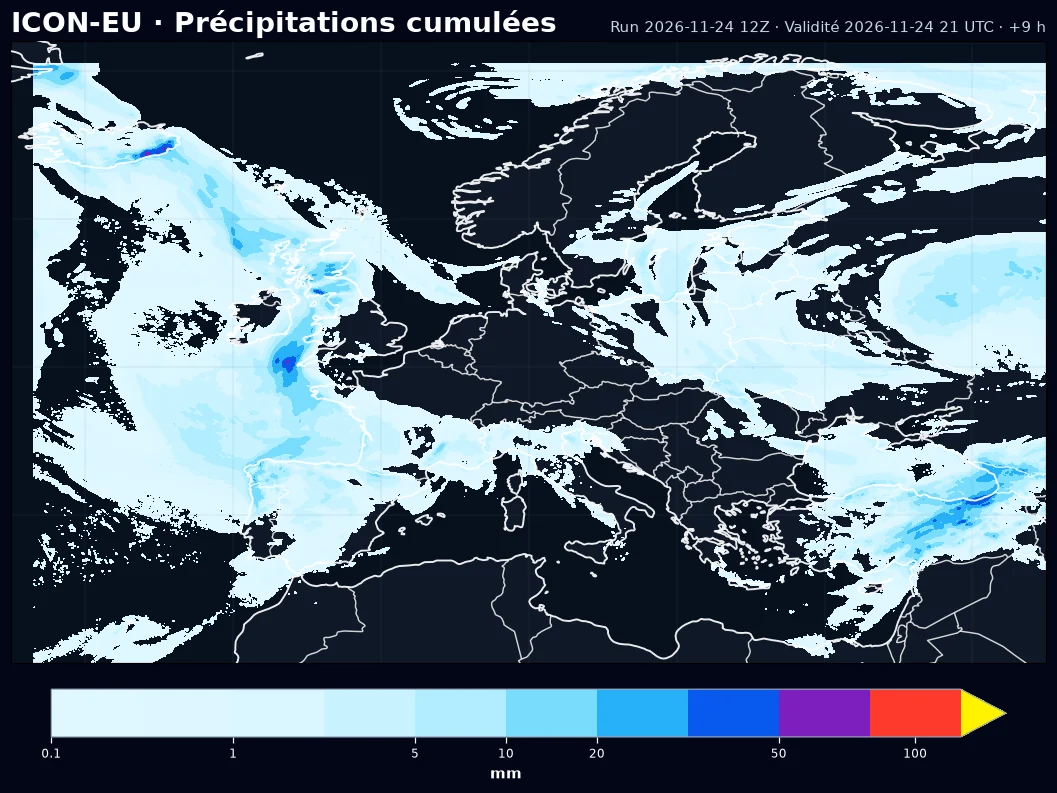 ICON-EU · Précipitations cumulées
Run 2026-11-24 12Z · Validité 2026-11-24 21 UTC · +9 h
0.1 1 5 10 20 50 100
mm